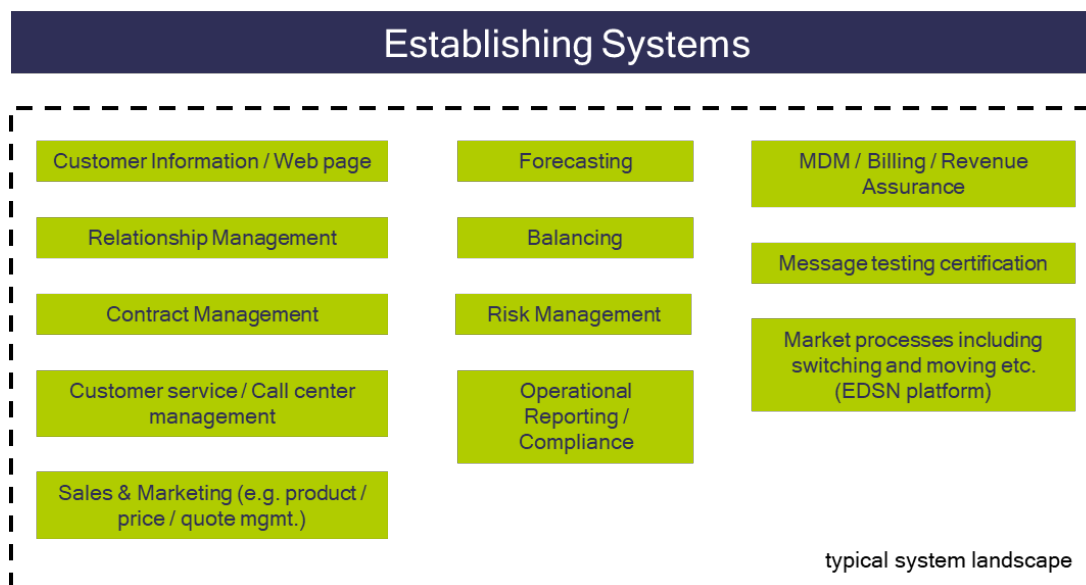 Establishing Systems
Customer Information / Web page
Relationship Management
Contract Management
Customer service / Call center
management
Sales & Marketing (e.g. product /
price / quote mgmt.)
Forecasting
Balancing
Risk Management
Operational
Reporting /
Compliance
MDM / Billing / Revenue
Assurance
Message testing certification
Market processes including
switching and moving etc.
(EDSN platform)
typical system landscape